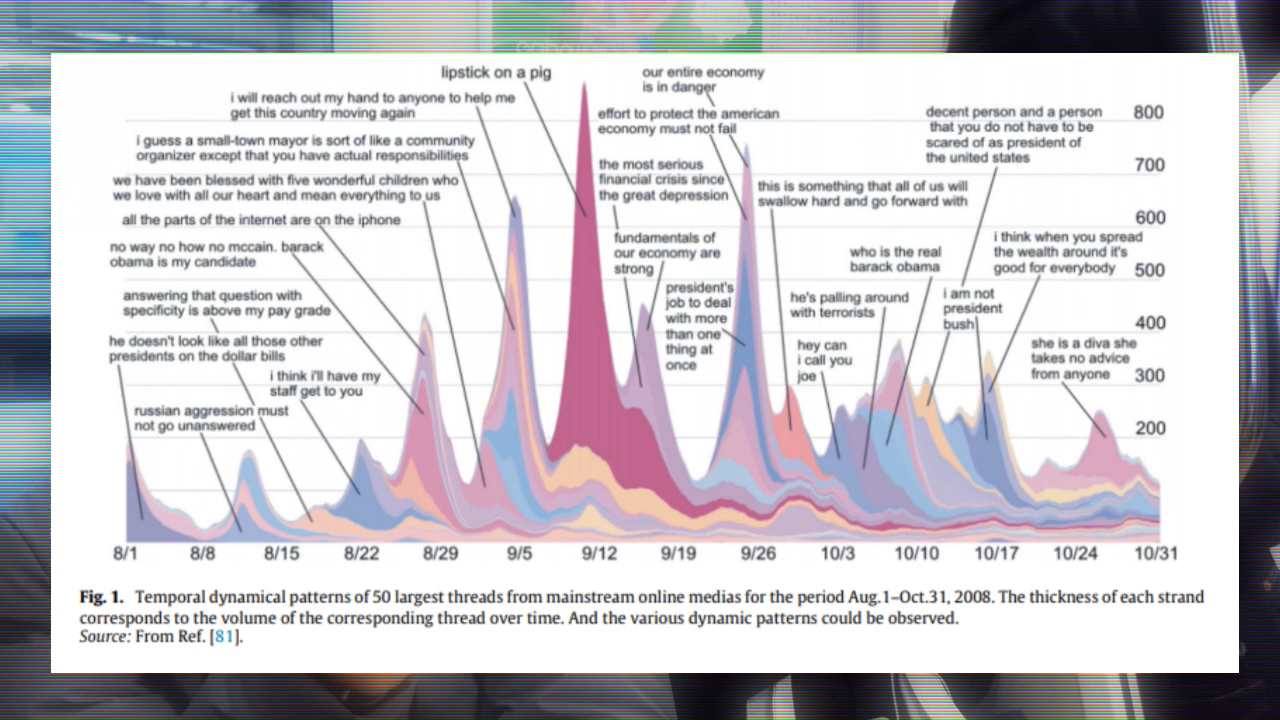 lipstick on a pig
our entire economy
is in danger
i will reach out my hand to anyone to help me
get this country moving again
effort to protect the american
economy must not fail
decent person and a person
that you do not have to be
scared of as president of
the united states
800
i guess a small-town mayor is sort of like a community
organizer except that you have actual responsibilities
the most serious
financial crisis since
the great depression
700
we have been blessed with five wonderful children who
we love with all our heart and mean everything to us
this is something that all of us will
swallow hard and go forward with
all the parts of the internet are on the iphone
600
no way no how no mccain. barack
obama is my candidate
fundamentals of
our economy are
strong
who is the real
barack obama
i think when you spread
the wealth around it's
good for everybody
500
answering that question with
specificity is above my pay grade
president's
job to deal
with more
than one
thing at
once
he's palling around
with terrorists
i am not
president
bush
400
he doesn't look like all those other
presidents on the dollar bills
hey can
i call you
joe
she is a diva she
takes no advice
from anyone
300
i think i'll have my
staff get to you
russian aggression must
not go unanswered
200
8/1 8/8 8/15 8/22 8/29 9/5 9/12 9/19 9/26 10/3 10/10 10/17 10/24 10/31
Fig. 1. Temporal dynamical patterns of 50 largest threads from mainstream online medias for the period Aug.1–Oct.31, 2008. The thickness of each strand
corresponds to the volume of the corresponding thread over time. And the various dynamic patterns could be observed.
Source: From Ref. [81].